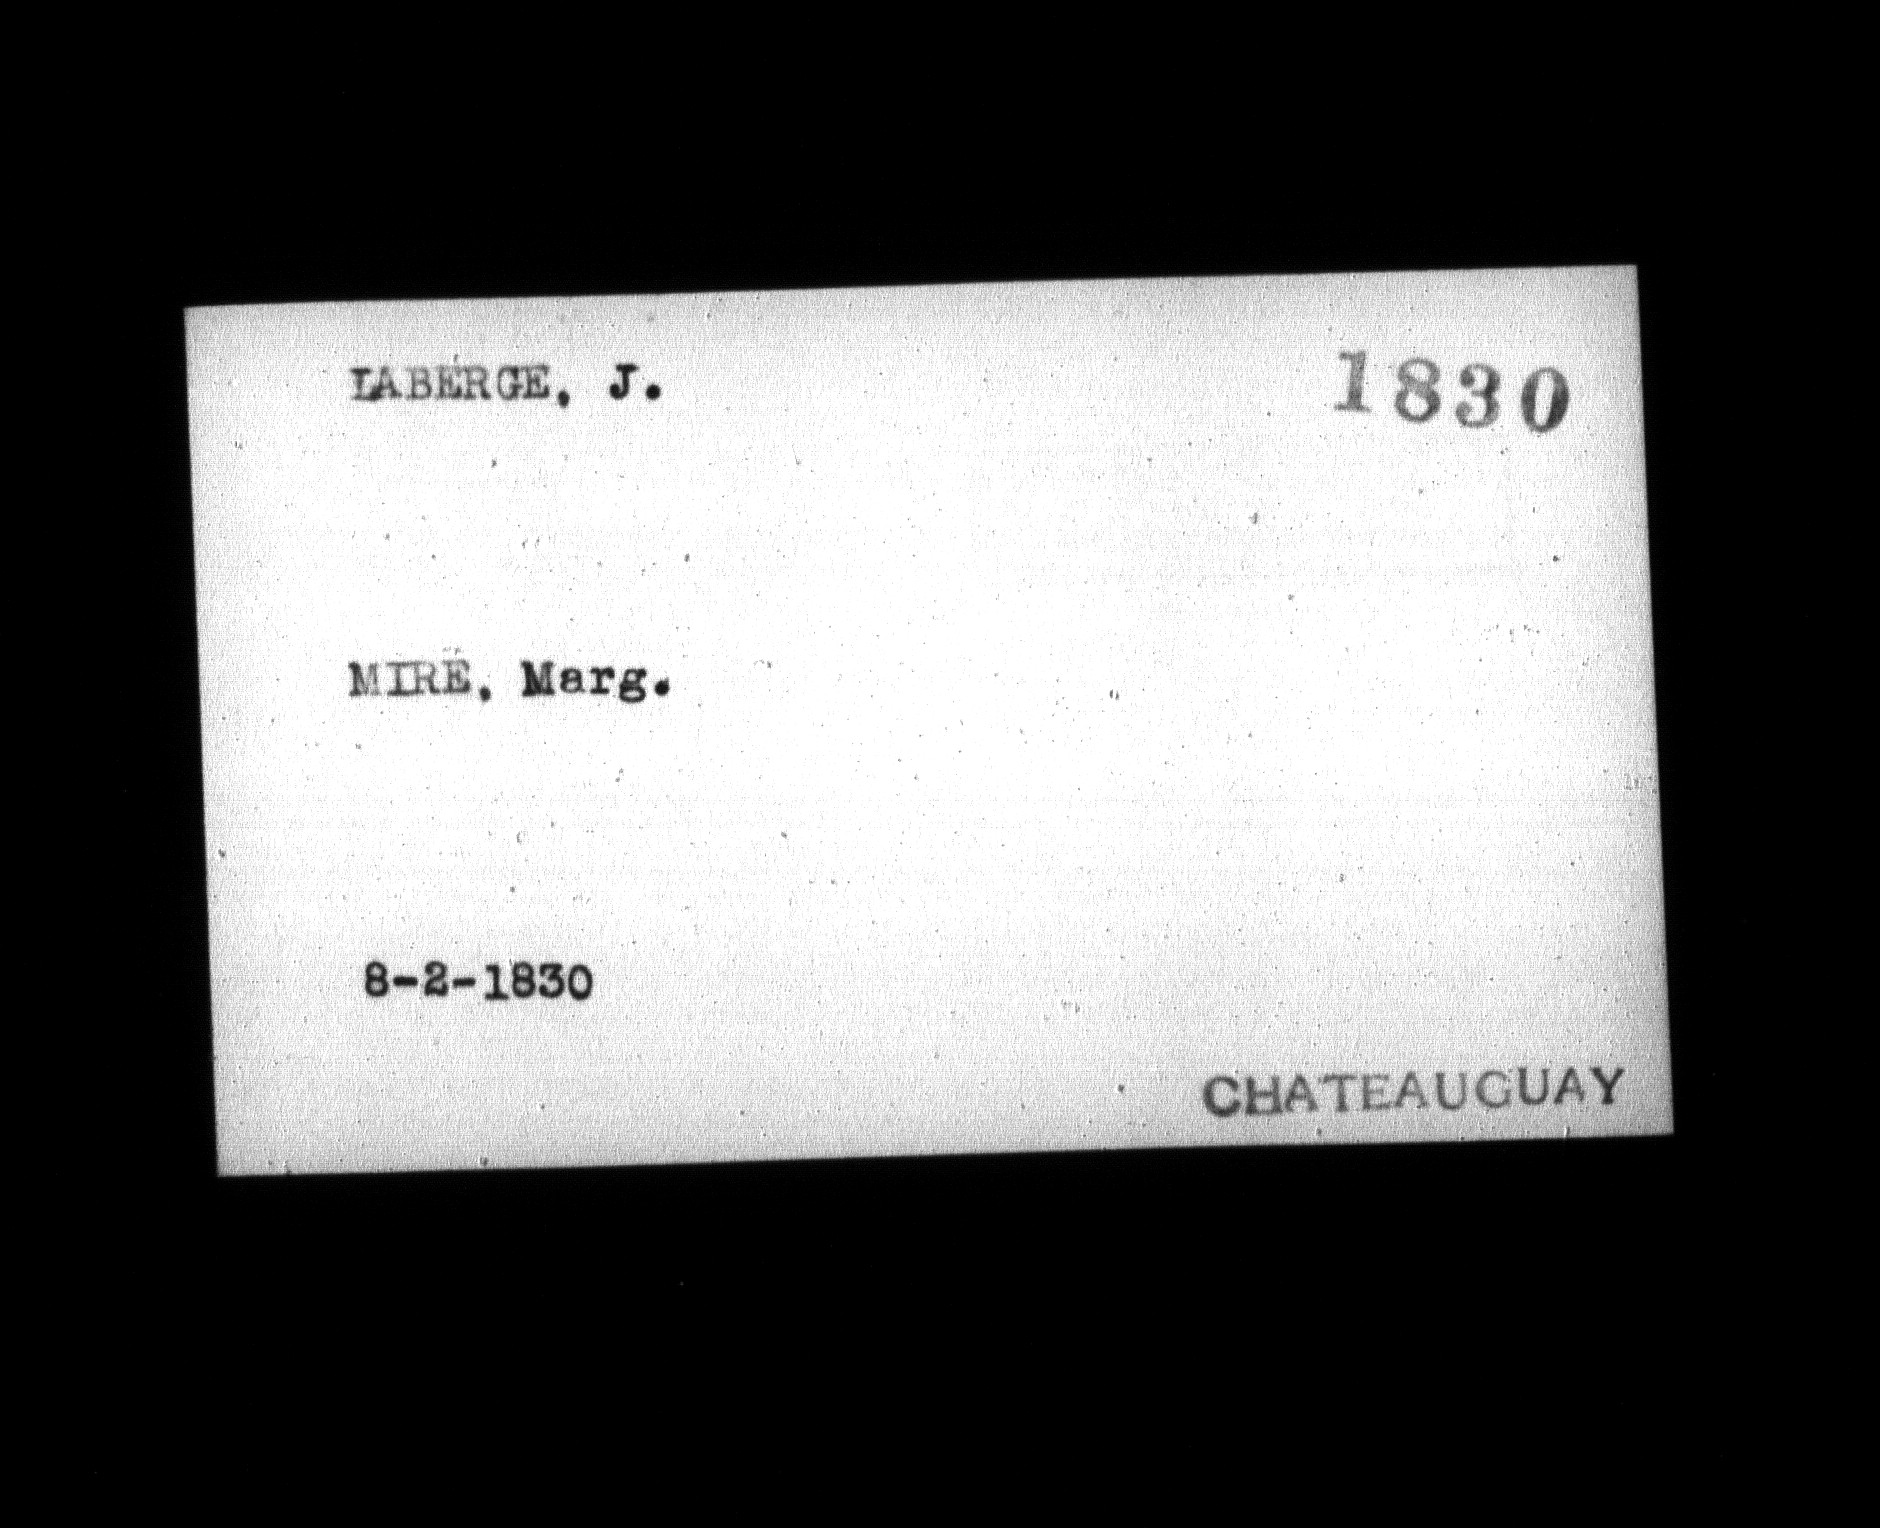 LABERGE, J.
1830
MIRE, Marg.
8-2-1830
CHATEAUGUAY